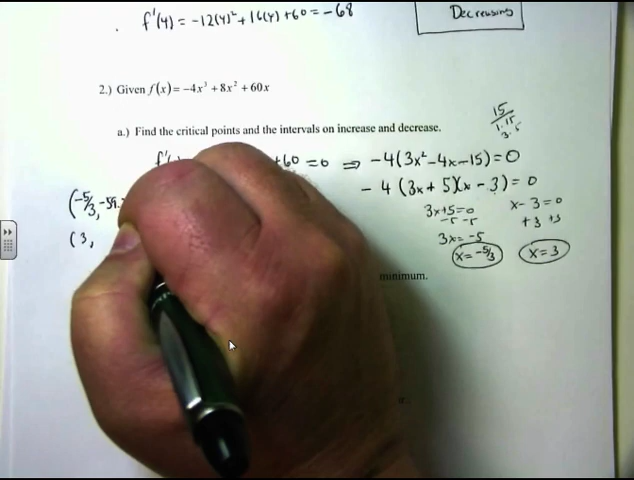 f'(4) = -12(4)² + 16(4) + 60 = -68
Decreasing
2.) Given f(x) = -4x³ + 8x² + 60x
15
1·15
3·5
a.) Find the critical points and the intervals on increase and decrease.
+60 = 0 ⇒ -4(3x² - 4x - 15) = 0
-4 (3x + 5)(x - 3) = 0
(-5/3, -59.
3x+5=0
-5 -5
x - 3 = 0
+3 +3
(3,
3x = -5
x = -5/3
x = 3
minimum.